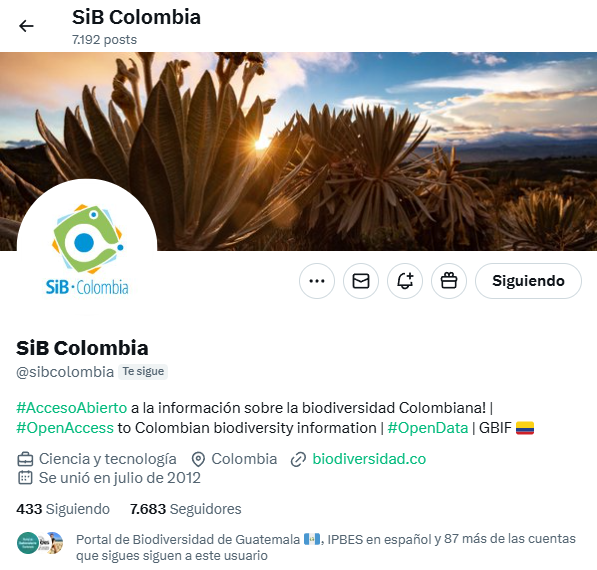 SiB Colombia
7.192 posts
SiB · Colombia
Siguiendo
SiB Colombia
@sibcolombia Te sigue
#AccesoAbierto a la información sobre la biodiversidad Colombiana! |
#OpenAccess to Colombian biodiversity information | #OpenData | GBIF 🇨🇴
Ciencia y tecnología Colombia biodiversidad.co
Se unió en julio de 2012
433 Siguiendo 7.683 Seguidores
Portal de Biodiversidad de Guatemala 🇬🇹, IPBES en español y 87 más de las cuentas
que sigues siguen a este usuario